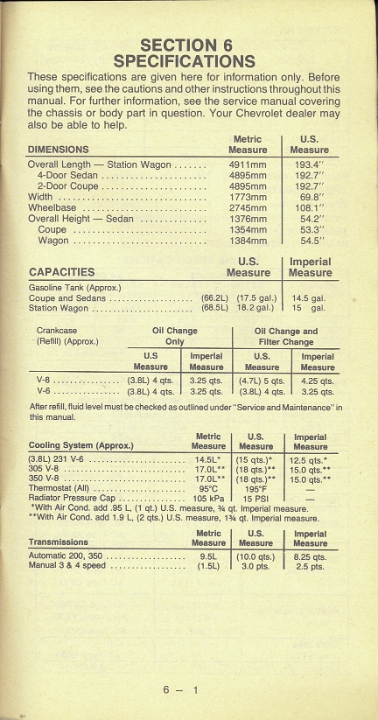 SECTION 6
SPECIFICATIONS
These specifications are given here for information only. Before
using them, see the cautions and other instructions throughout this
manual. For further information, see the service manual covering
the chassis or body part in question. Your Chevrolet dealer may
also be able to help.
Metric U.S.
DIMENSIONS Measure Measure
Overall Length — Station Wagon ....... 4911mm 193.4''
4-Door Sedan .................... 4895mm 192.7''
2-Door Coupe .................... 4895mm 192.7''
Width ........................... 1773mm 69.8''
Wheelbase ....................... 2745mm 108.1''
Overall Height — Sedan ............. 1376mm 54.2''
Coupe ........................... 1354mm 53.3''
Wagon ........................... 1384mm 54.5''
U.S. Imperial
CAPACITIES Measure Measure
Gasoline Tank (Approx.)
Coupe and Sedans ................... (66.2L) (17.5 gal.) 14.5 gal.
Station Wagon ....................... (68.5L) 18.2 gal.) 15 gal.
Crankcase Oil Change Oil Change and
(Refill) (Approx.) Only Filter Change
U.S Imperial U.S. Imperial
Measure Measure Measure Measure
V-8 ................ (3.8L) 4 qts. 3.25 qts. (4.7L) 5 qts. 4.25 qts.
V-6 ................ (3.8L) 4 qts. 3.25 qts. (3.8L) 4 qts. 3.25 qts.
After refill, fluid level must be checked as outlined under "Service and Maintenance" in
this manual.
Metric U.S. Imperial
Cooling System (Approx.) Measure Measure Measure
(3.8L) 231 V-6 ...................... 14.5L* (15 qts.)* 12.5 qts.*
305 V-8 ............................ 17.0L** (18 qts.)** 15.0 qts.**
350 V-8 ............................ 17.0L** (18 qts.)** 15.0 qts.**
Thermostat (All) ..................... 95°C 195°F —
Radiator Pressure Cap ............... 105 kPa 15 PSI —
*With Air Cond. add .95 L, (1 qt.) U.S. measure, ¾ qt. Imperial measure.
**With Air Cond. add 1.9 L, (2 qts.) U.S. measure, 1¾ qt. Imperial measure.
Metric U.S. Imperial
Transmissions Measure Measure Measure
Automatic 200, 350 .................. 9.5L (10.0 qts.) 8.25 qts.
Manual 3 & 4 speed ................. (1.5L) 3.0 pts. 2.5 pts.
6 – 1